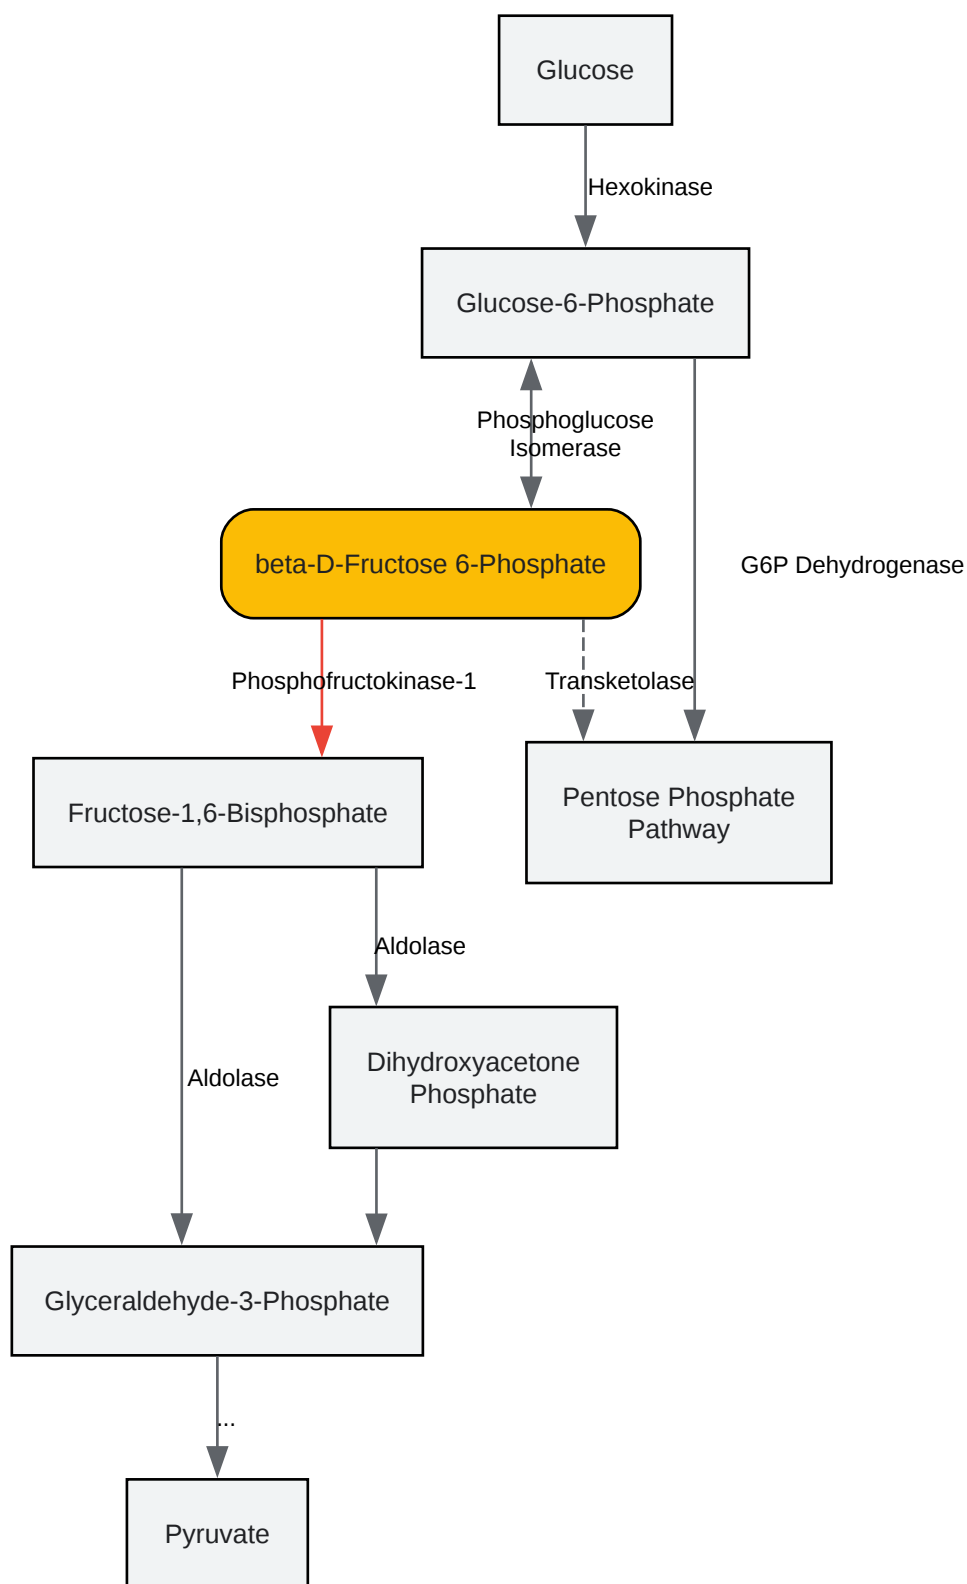 Glucose
Hexokinase
Glucose-6-Phosphate
Phosphoglucose
Isomerase
beta-D-Fructose 6-Phosphate
G6P Dehydrogenase
Phosphofructokinase-1
Transketolase
Fructose-1,6-Bisphosphate
Pentose Phosphate
Pathway
Aldolase
Dihydroxyacetone
Phosphate
Aldolase
Glyceraldehyde-3-Phosphate
...
Pyruvate